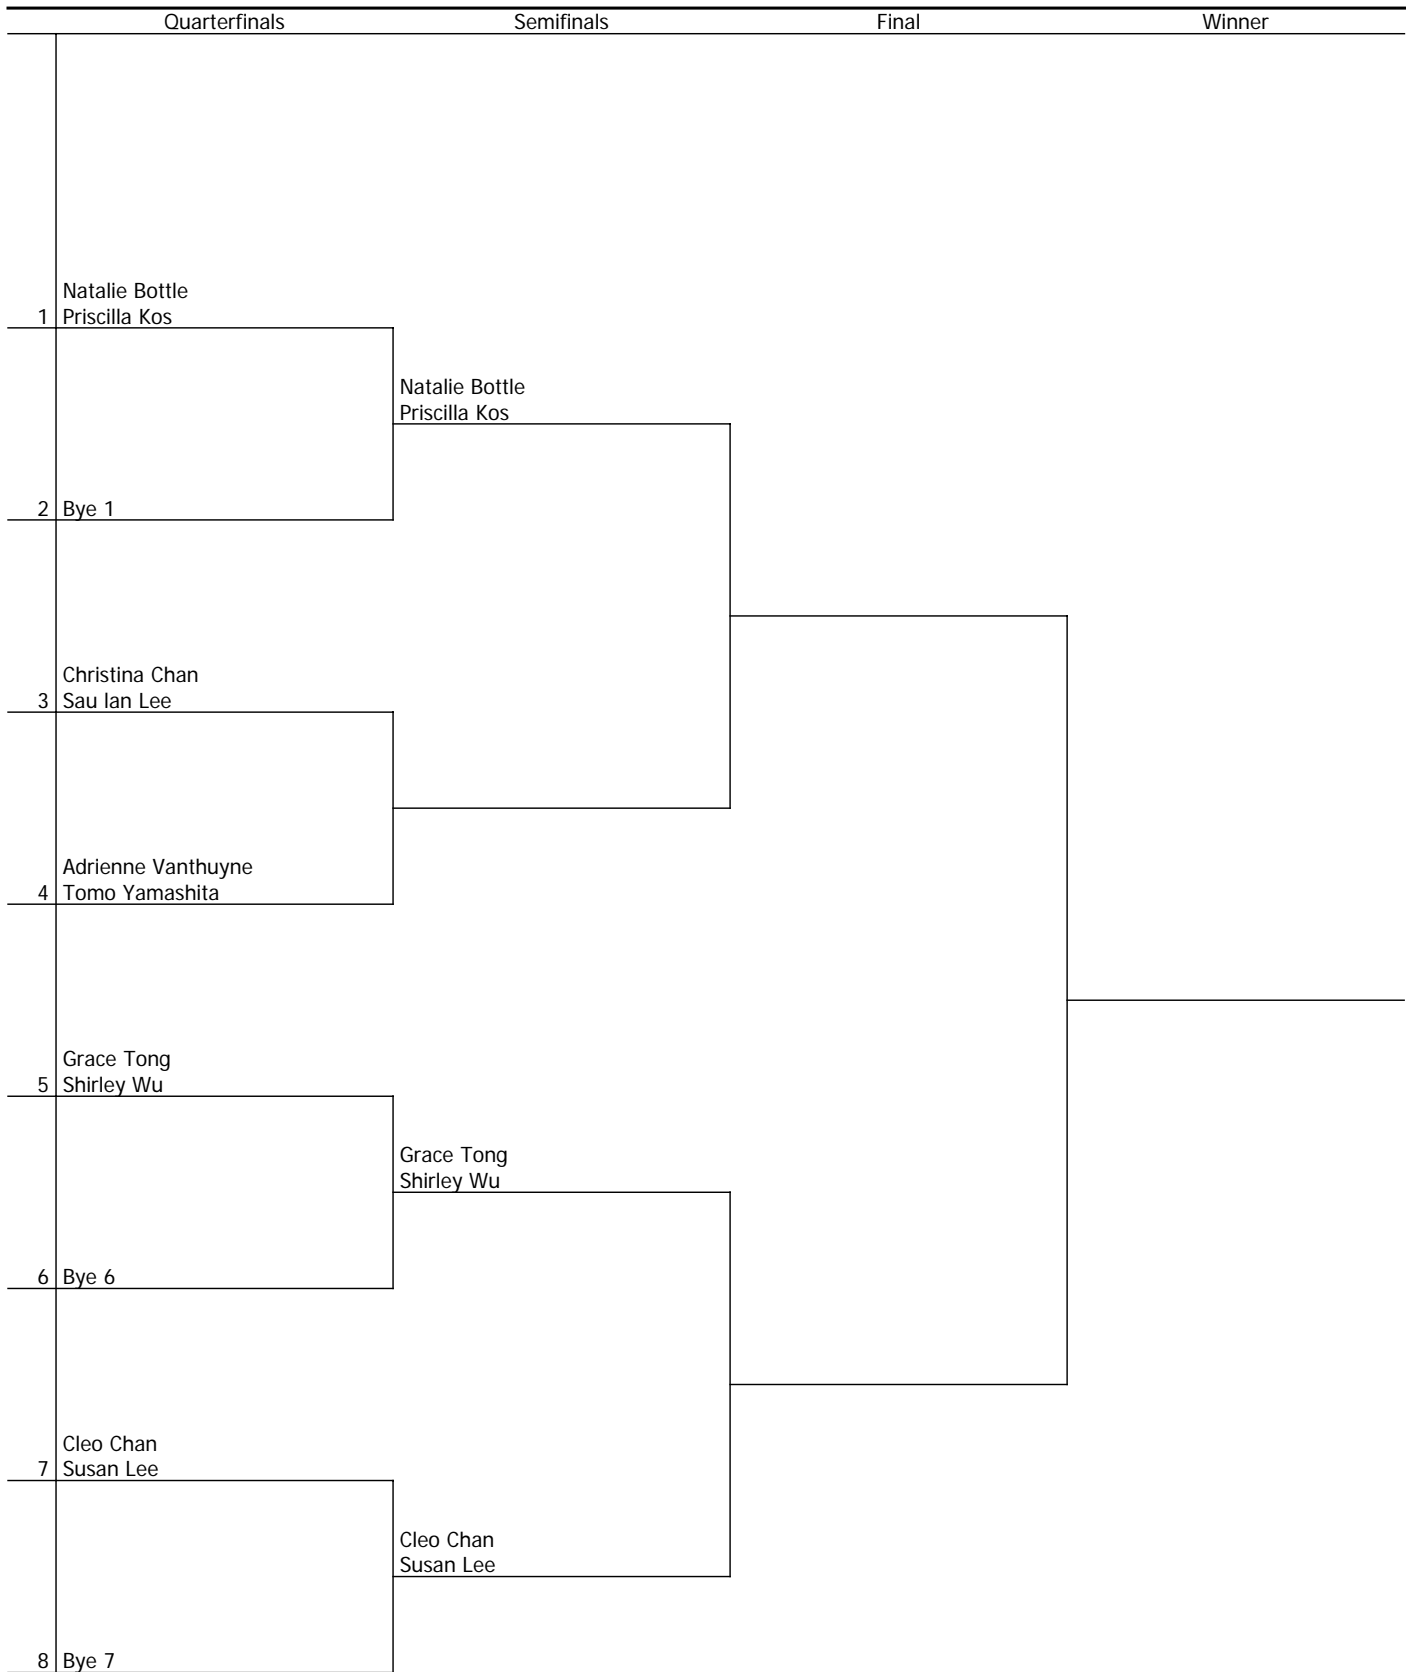 Quarterfinals Semifinals Final Winner
Natalie Bottle
1 Priscilla Kos
Natalie Bottle
Priscilla Kos
2 Bye 1
Christina Chan
3 Sau Ian Lee
Adrienne Vanthuyne
4 Tomo Yamashita
Grace Tong
5 Shirley Wu
Grace Tong
Shirley Wu
6 Bye 6
Cleo Chan
7 Susan Lee
Cleo Chan
Susan Lee
8 Bye 7